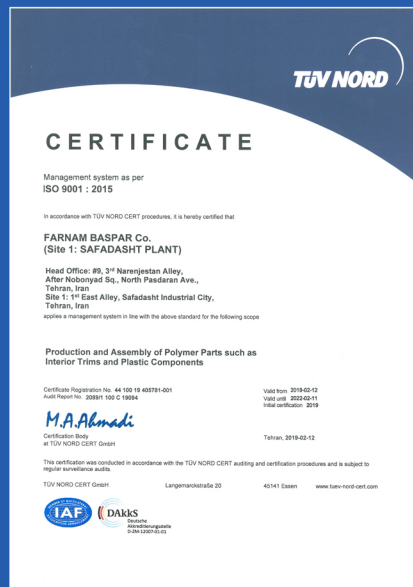 TÜV NORD
CERTIFICATE
Management system as per
ISO 9001 : 2015
In accordance with TÜV NORD CERT procedures, it is hereby certified that
FARNAM BASPAR Co.
(Site 1: SAFADASHT PLANT)
Head Office: #9, 3rd Narenjestan Alley,
After Nobonyad Sq., North Pasdaran Ave.,
Tehran, Iran
Site 1: 1st East Alley, Safadasht Industrial City,
Tehran, Iran
applies a management system in line with the above standard for the following scope
Production and Assembly of Polymer Parts such as
Interior Trims and Plastic Components
Certificate Registration No. 44 100 19 405781-001
Audit Report No. 2089/1 100 C 19094
Valid from 2019-02-12
Valid until 2022-02-11
Initial certification 2019
M.A.Ahmadi
Certification Body
at TÜV NORD CERT GmbH
Tehran, 2019-02-12
This certification was conducted in accordance with the TÜV NORD CERT auditing and certification procedures and is subject to
regular surveillance audits.
TÜV NORD CERT GmbH Langemarckstraße 20 45141 Essen www.tuev-nord-cert.com
IAF
DAkkS
Deutsche
Akkreditierungsstelle
D-ZM-12007-01-01